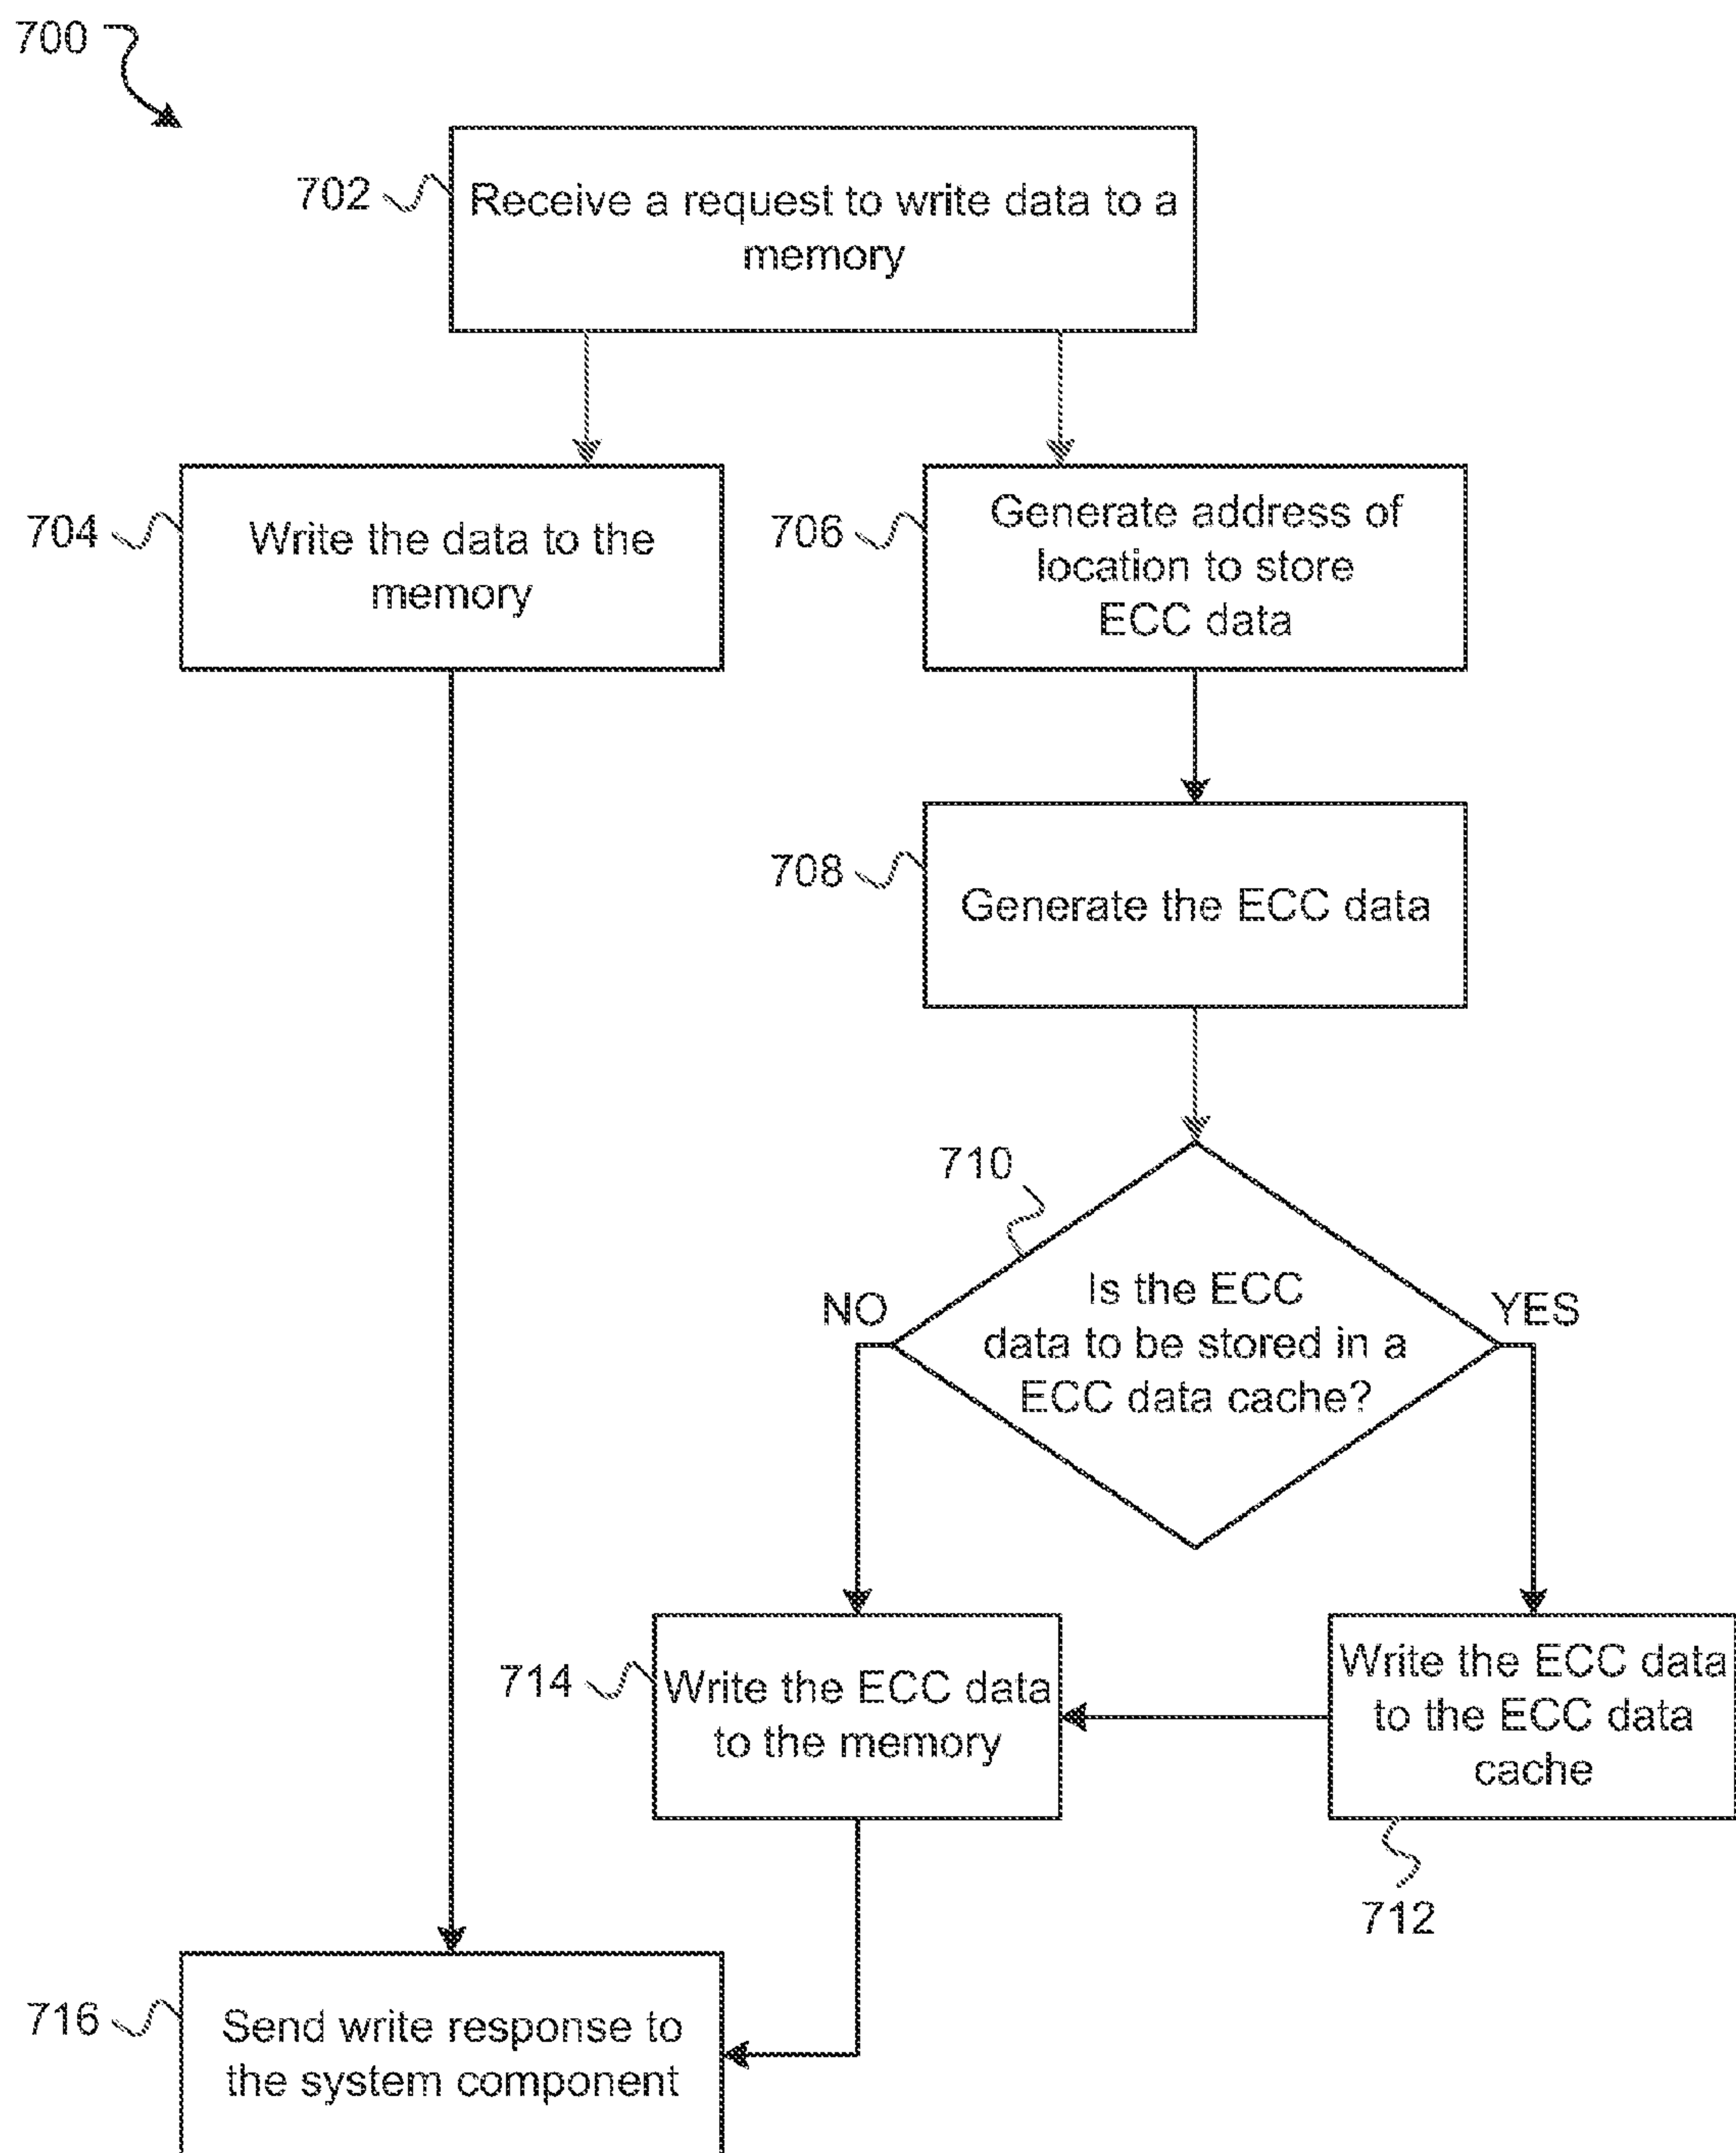 700
702
Receive a request to write data to a
memory
704
Write the data to the
memory
706
Generate address of
location to store
ECC data
708
Generate the ECC data
710
Is the ECC
data to be stored in a
ECC data cache?
NO
YES
714
Write the ECC data
to the memory
Write the ECC data
to the ECC data
cache
712
716
Send write response to
the system component